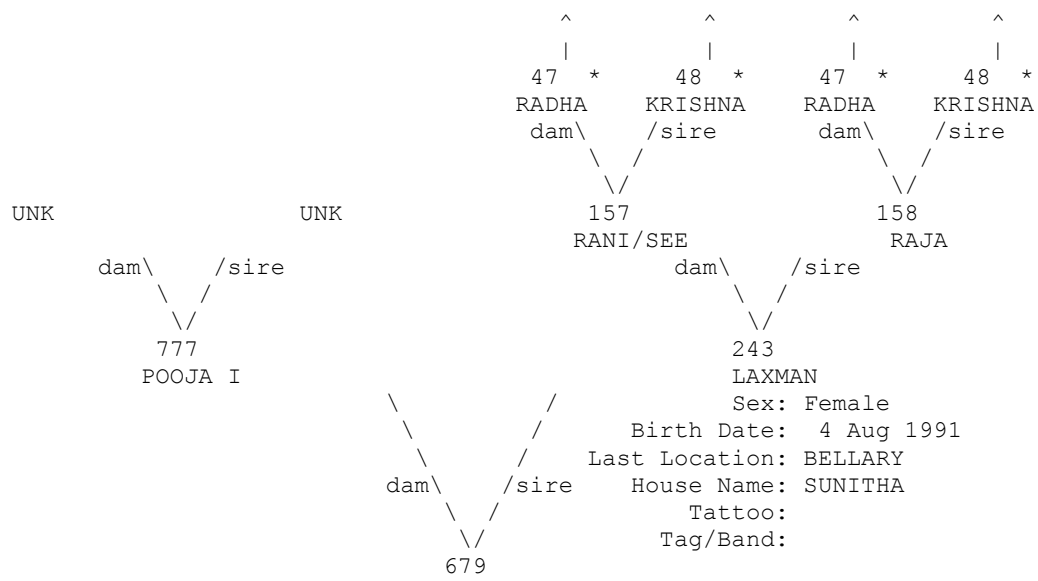 ^ ^ ^ ^
| | | |
47 * 48 * 47 * 48 *
RADHA KRISHNA RADHA KRISHNA
dam\ /sire dam\ /sire
\ / \ /
\/ \/
UNK UNK 157 158
RANI/SEE RAJA
dam\ /sire dam\ /sire
\ / \ /
\/ \/
777 243
POOJA I LAXMAN
\ / Sex: Female
\ / Birth Date: 4 Aug 1991
\ / Last Location: BELLARY
dam\ /sire House Name: SUNITHA
\ / Tattoo:
\/ Tag/Band:
679